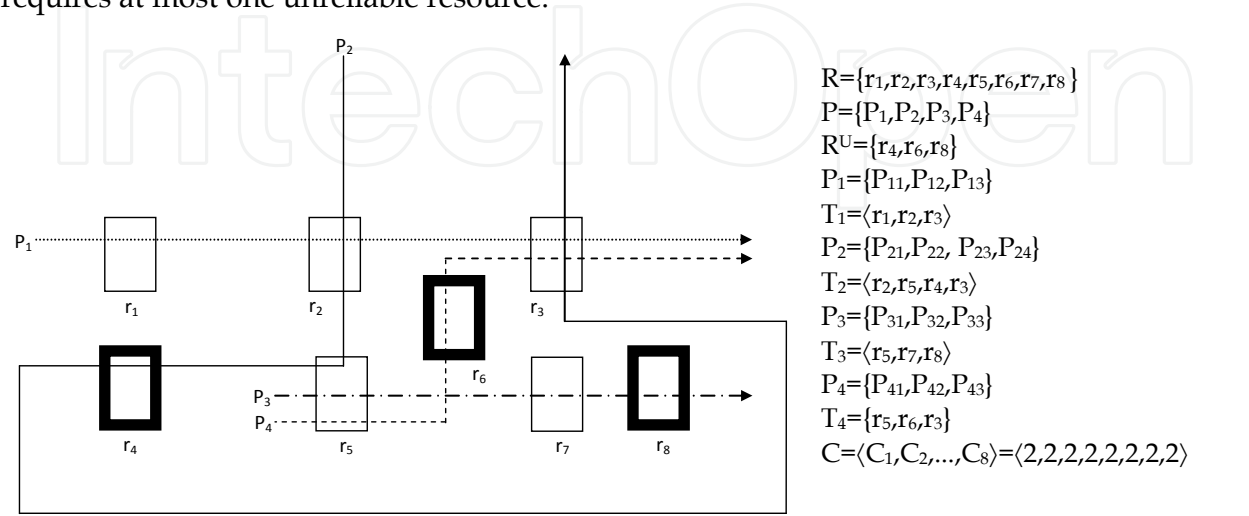 requires at most one unreliable resource.
IntechOpen
P₂
R={r₁,r₂,r₃,r₄,r₅,r₆,r₇,r₈}
P={P₁,P₂,P₃,P₄}
Rᵁ={r₄,r₆,r₈}
P₁={P₁₁,P₁₂,P₁₃}
T₁=⟨r₁,r₂,r₃⟩
P₂={P₂₁,P₂₂, P₂₃,P₂₄}
T₂=⟨r₂,r₅,r₄,r₃⟩
P₃={P₃₁,P₃₂,P₃₃}
T₃=⟨r₅,r₇,r₈⟩
P₄={P₄₁,P₄₂,P₄₃}
T₄={r₅,r₆,r₃}
C=⟨C₁,C₂,...,C₈⟩=⟨2,2,2,2,2,2,2,2⟩
P₁
r₁
r₂
r₃
r₆
P₃
P₄
r₄
r₅
r₇
r₈